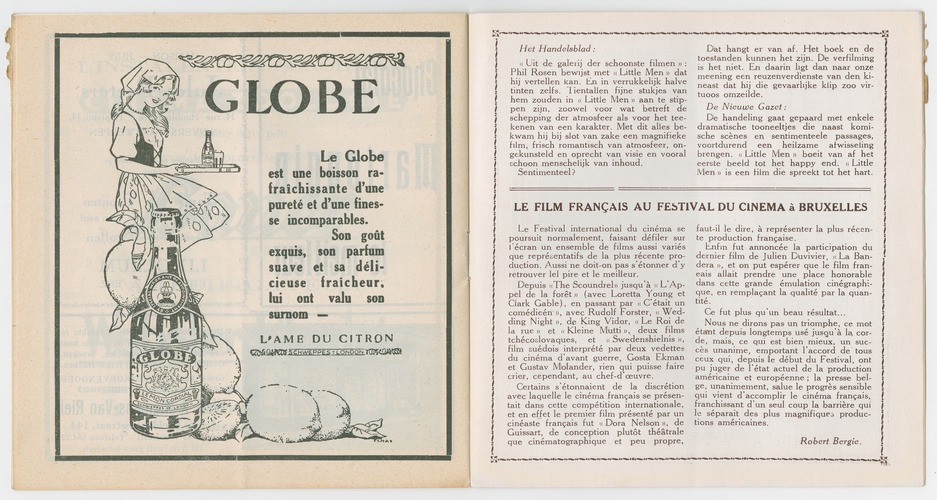 GLOBE
Le Globe
est une boisson ra-
fraîchissante d'une
pureté et d'une fines-
se incomparables.
Son goût
exquis, son parfum
suave et sa déli-
cieuse fraîcheur,
lui ont valu son
surnom —
L'AME DU CITRON
SCHWEPPES-LONDON
GLOBE
LEMON CORDIAL
Het Handelsblad:
« Uit de galerij der schoonste filmen » :
Phil Rosen bewijst met « Little Men » dat
hij vertellen kan. En in verrukkelijk halve
tinten zelfs. Tientallen fijne stukjes van
hem zouden in « Little Men » aan te stip-
pen zijn, zoowel voor wat betreft de
schepping der atmosfeer als voor het tee-
kenen van een karakter. Met dit alles be-
kwam hij bij slot van zake een magnifieke
film, frisch romantisch van atmosfeer, on-
gekunsteld en oprecht van visie en vooral
schoon menschelijk van inhoud.
Sentimenteel?
Dat hangt er van af. Het boek en de
toestanden kunnen het zijn. De verfilming
is het niet. En daarin ligt dan naar onze
meening een reuzenverdienste van den ki-
neast dat hij die gevaarlijke klip zoo vir-
tuoos omzeilde.
De Nieuwe Gazet:
De handeling gaat gepaard met enkele
dramatische tooneeltjes die naast komi-
sche scènes en sentimenteele passages,
voortdurend een heilzame afwisseling
brengen. « Little Men » boeit van af het
eerste beeld tot het happy end. « Little
Men » is een film die spreekt tot het hart.
LE FILM FRANÇAIS AU FESTIVAL DU CINEMA à BRUXELLES
Le Festival international du cinéma se
poursuit normalement, faisant défiler sur
l'écran un ensemble de films aussi variés
que représentatifs de la plus récente pro-
duction. Aussi ne doit-on pas s'étonner d'y
retrouver le pire et le meilleur.
Depuis « The Scoundrel » jusqu'à « L'Ap-
pel de la forêt » (avec Loretta Young et
Clark Gable), en passant par « C'était un
comédien », avec Rudolf Forster, « Wed-
ding Night », de King Vidor, « Le Roi de
la rue » et « Kleine Mutti », deux films
tchécoslovaques, et « Swedenshielnis »,
film suédois interprété par deux vedettes
du cinéma d'avant guerre, Gosta Ekman
et Gustav Molander, rien qui puisse faire
crier, cependant, au chef-d'œuvre.
Certains s'étonnaient de la discrétion
avec laquelle le cinéma français se présen-
tait dans cette compétition internationale,
et en effet le premier film présenté par un
cinéaste français fut « Dora Nelson », de
Guissart, de conception plutôt théâtrale
que cinématographique et peu propre,
faut-il le dire, à représenter la plus récen-
te production française.
Enfin fut annoncée la participation du
dernier film de Julien Duvivier, « La Ban-
dera », et on put espérer que le film fran-
çais allait prendre une place honorable
dans cette grande émulation cinégraphi-
que, en remplaçant la qualité par la quan-
tité.
Ce fut plus qu'un beau résultat...
Nous ne dirons pas un triomphe, ce mot
étant depuis longtemps usé jusqu'à la cor-
de, mais, ce qui est bien mieux, un suc-
cès unanime, emportant l'accord de tous
ceux qui, depuis le début du Festival, ont
pu juger de l'état actuel de la production
américaine et européenne ; la presse bel-
ge, unanimement, salue le progrès sensible
qui vient d'accomplir le cinéma français,
franchissant d'un seul coup la barrière qui
le séparait des plus magnifiques produc-
tions américaines.
Robert Bergie.